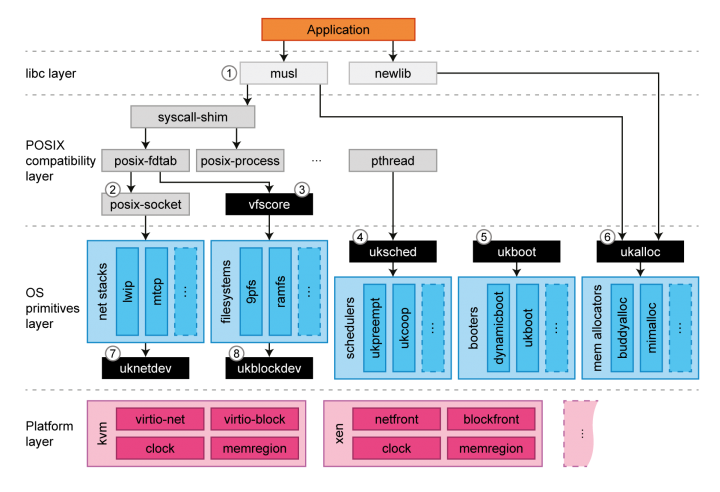 Application
libc layer
1
musl
newlib
syscall-shim
POSIX
compatibility
layer
posix-fdtab
posix-process
...
pthread
2
posix-socket
3
vfscore
4
uksched
5
ukboot
6
ukalloc
OS
primitives
layer
net stacks
lwip
mtcp
...
filesystems
9pfs
ramfs
...
schedulers
ukpreempt
ukcoop
...
booters
dynamicboot
ukboot
...
mem allocators
buddyalloc
mimalloc
...
7
uknetdev
8
ukblockdev
Platform
layer
kvm
virtio-net
virtio-block
clock
memregion
xen
netfront
blockfront
clock
memregion
...